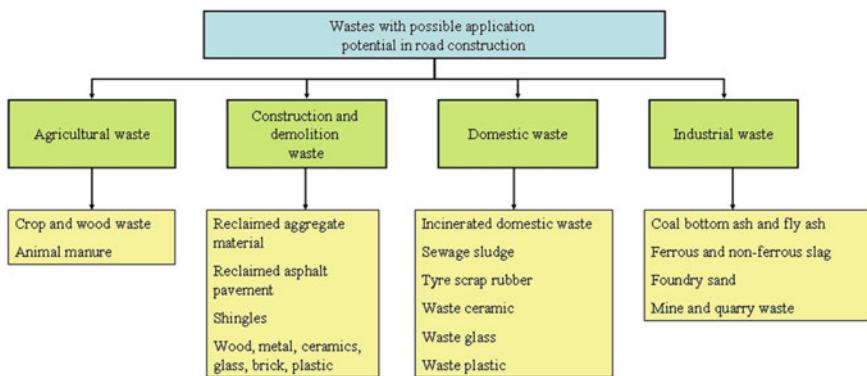 Wastes with possible application
potential in road construction
Agricultural waste
Construction and
demolition
waste
Domestic waste
Industrial waste
Crop and wood waste
Animal manure
Reclaimed aggregate
material
Reclaimed asphalt
pavement
Shingles
Wood, metal, ceramics,
glass, brick, plastic
Incinerated domestic waste
Sewage sludge
Tyre scrap rubber
Waste ceramic
Waste glass
Waste plastic
Coal bottom ash and fly ash
Ferrous and non-ferrous slag
Foundry sand
Mine and quarry waste